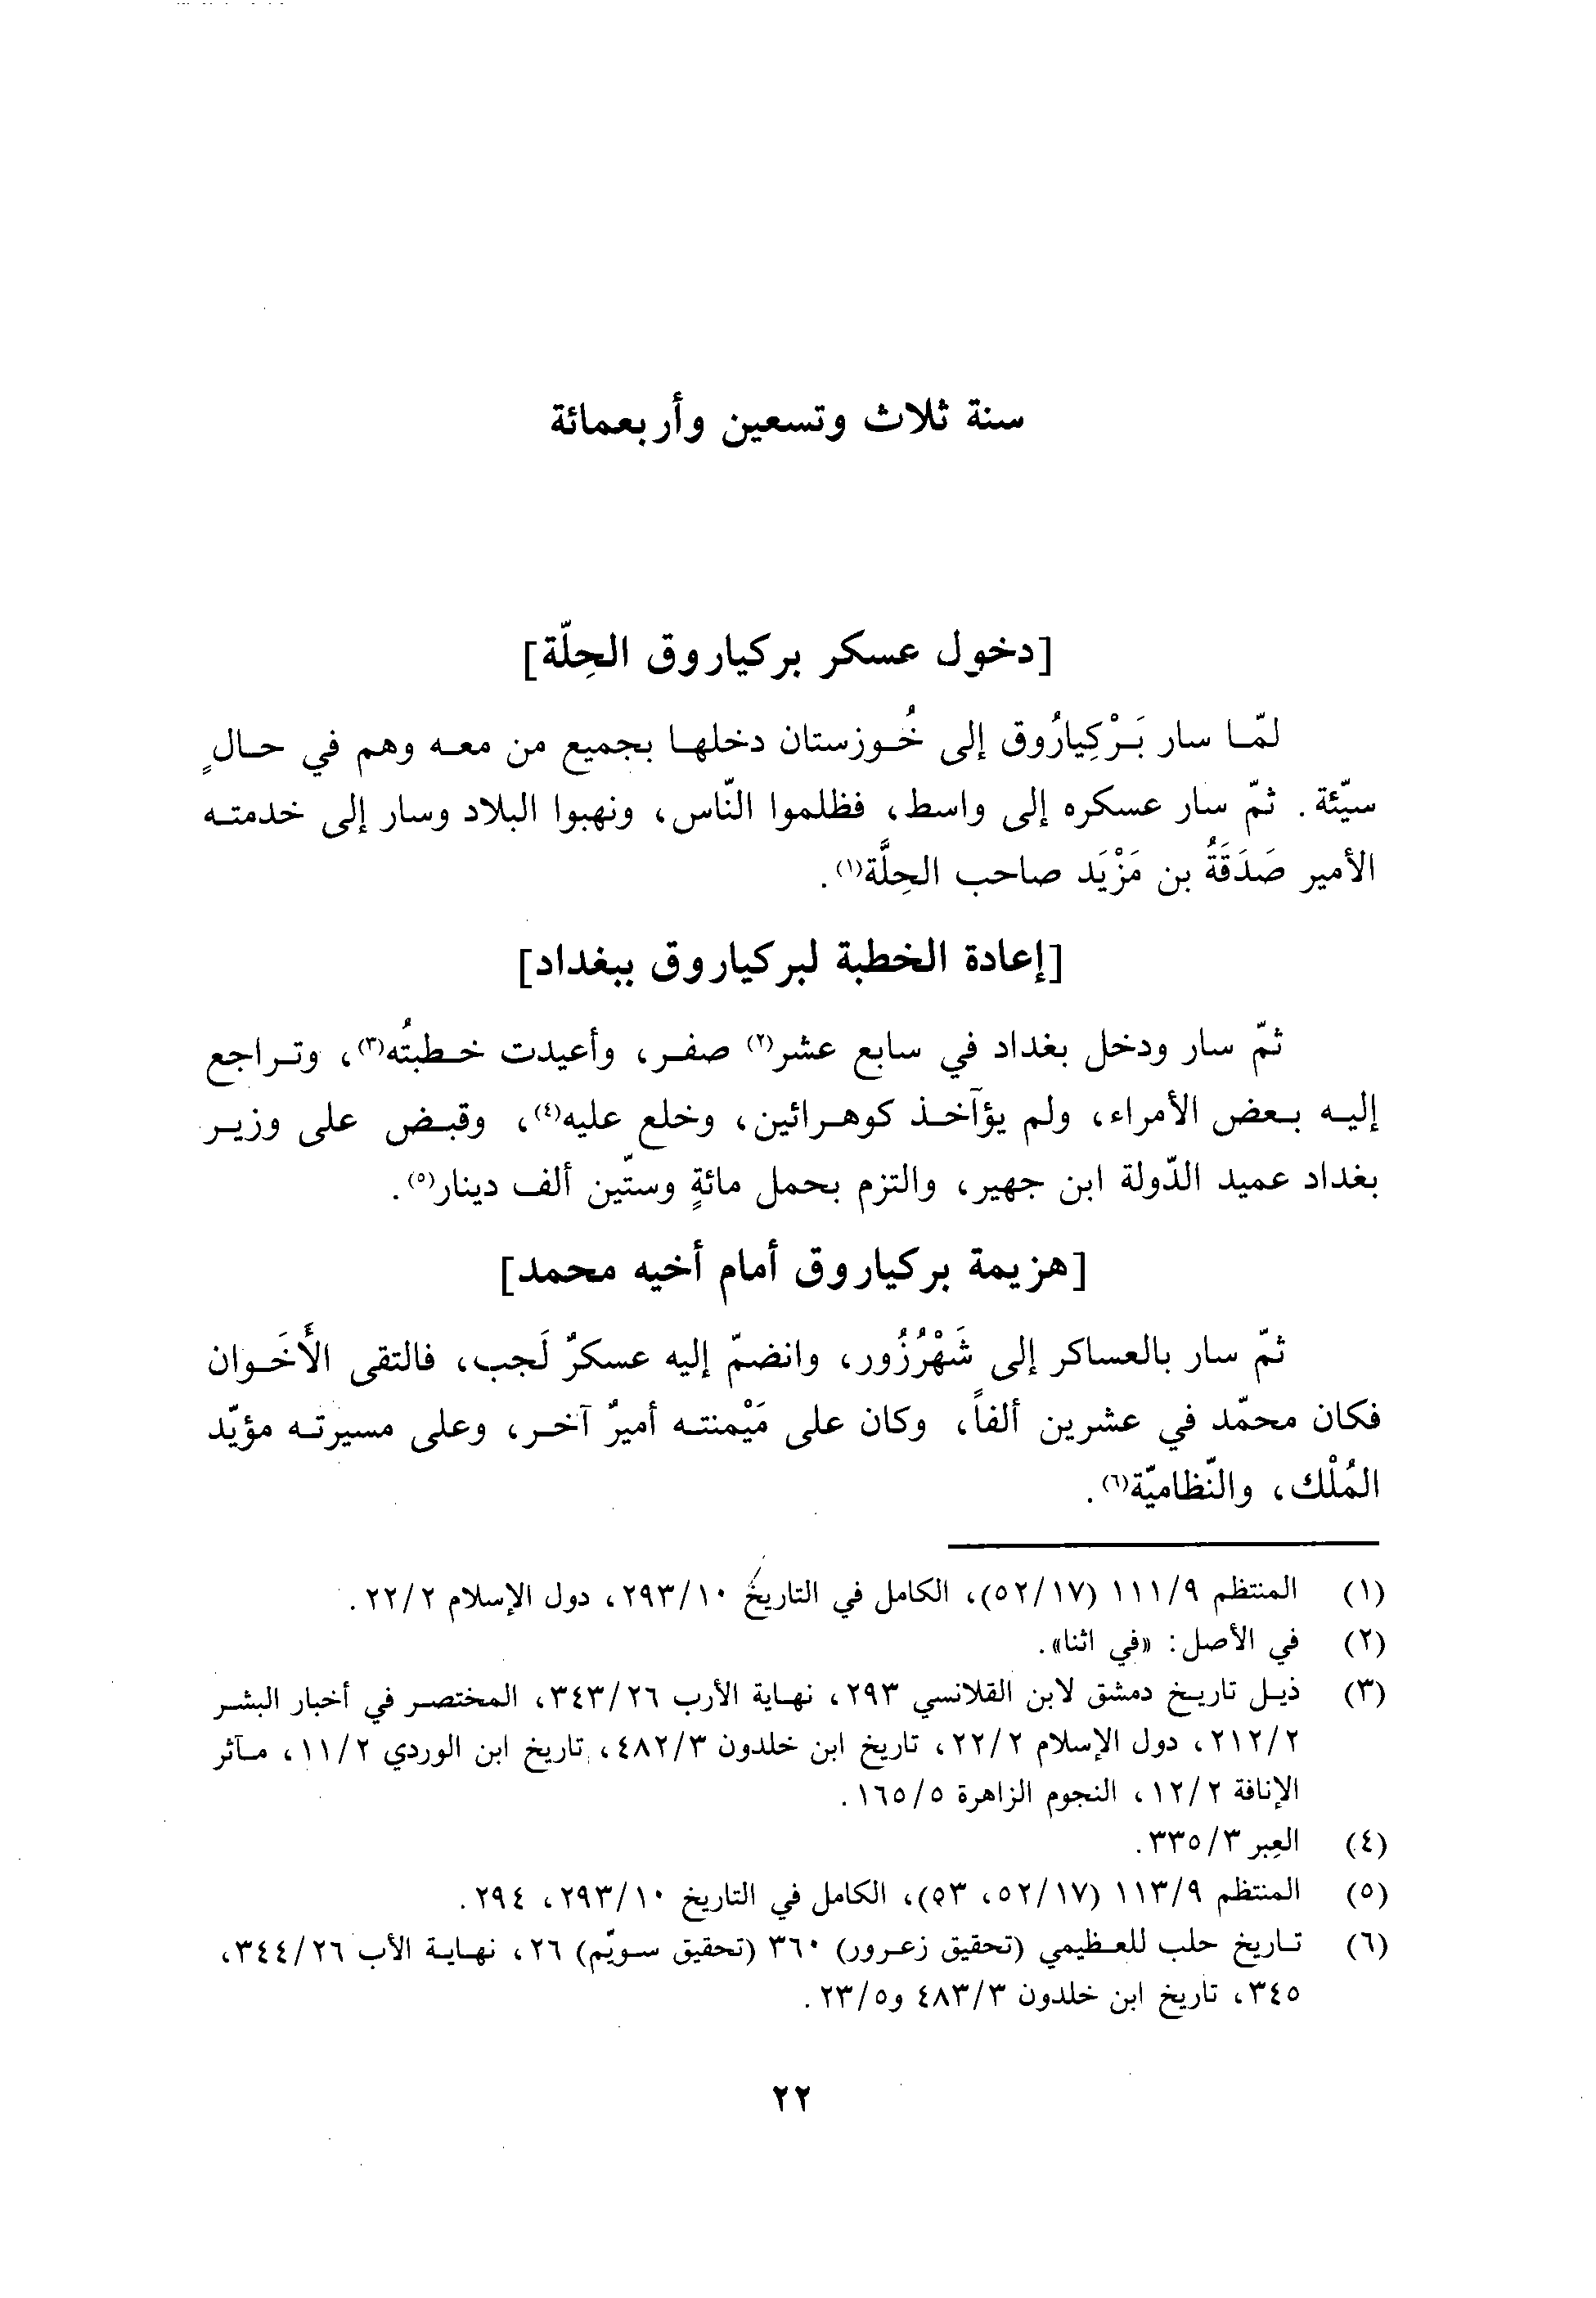 سنة ثلاث وتسعين وأربعمائة
[دخول عسكر بركياروق الحِلّة]
لمّا سار بَرْكِيارُوق إلى خُوزستان دخلها بجميع من معه وهم في حالٍ
سيّئة. ثمّ سار عسكره إلى واسط، فظلموا النّاس، ونهبوا البلاد وسار إلى خدمته
الأمير صَدَقَةُ بن مَزْيَد صاحب الحِلَّة(١).
[إعادة الخطبة لبركياروق ببغداد]
ثمّ سار ودخل بغداد في سابع عشر(٢) صفر، وأعيدت خطبتُه(٣)، وتراجع
إليه بعض الأمراء، ولم يؤآخذ كوهرائين، وخلع عليه(٤)، وقبض على وزير
بغداد عميد الدّولة ابن جهير، والتزم بحمل مائةٍ وستّين ألف دينار(٥).
[هزيمة بركياروق أمام أخيه محمد]
ثمّ سار بالعساكر إلى شَهْرُزُور، وانضمّ إليه عسكرٌ لَجب، فالتقى الأَخَوان
فكان محمّد في عشرين ألفاً، وكان على مَيْمنته أميرٌ آخر، وعلى مسيرته مؤيّد
المُلْك، والنّظاميّة(٦).
(١) المنتظم ٩/١١١ (١٧/٥٢)، الكامل في التاريخ ١٠/٢٩٣، دول الإسلام ٢/٢٢.
(٢) في الأصل: «في اثنا».
(٣) ذيل تاريخ دمشق لابن القلانسي ٢٩٣، نهاية الأرب ٢٦/٣٤٣، المختصر في أخبار البشر
٢/٢١٢، دول الإسلام ٢/٢٢، تاريخ ابن خلدون ٣/٤٨٢، تاريخ ابن الوردي ٢/١١، مآثر
الإنافة ٢/١٢، النجوم الزاهرة ٥/١٦٥.
(٤) العِبر ٣/٣٣٥.
(٥) المنتظم ٩/١١٣ (١٧/٥٢، ٥٣)، الكامل في التاريخ ١٠/٢٩٣، ٢٩٤.
(٦) تاريخ حلب للعظيمي (تحقيق زعرور) ٣٦٠ (تحقيق سويّم) ٢٦، نهاية الأب ٢٦/٣٤٤،
٣٤٥، تاريخ ابن خلدون ٣/٤٨٣ و٥/٢٣.
٢٢